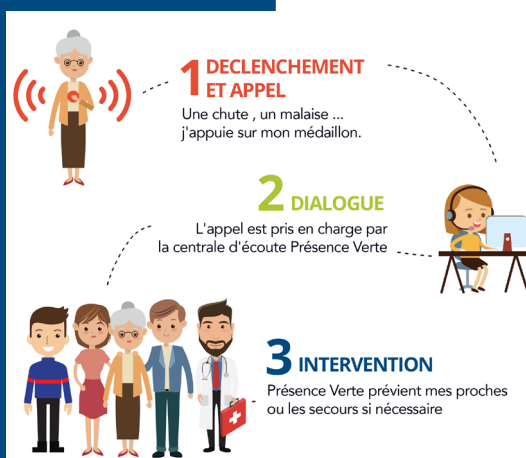 1 DECLENCHEMENT
ET APPEL
Une chute , un malaise ...
j'appuie sur mon médaillon.
2 DIALOGUE
L'appel est pris en charge par
la centrale d'écoute Présence Verte
3 INTERVENTION
Présence Verte prévient mes proches
ou les secours si nécessaire